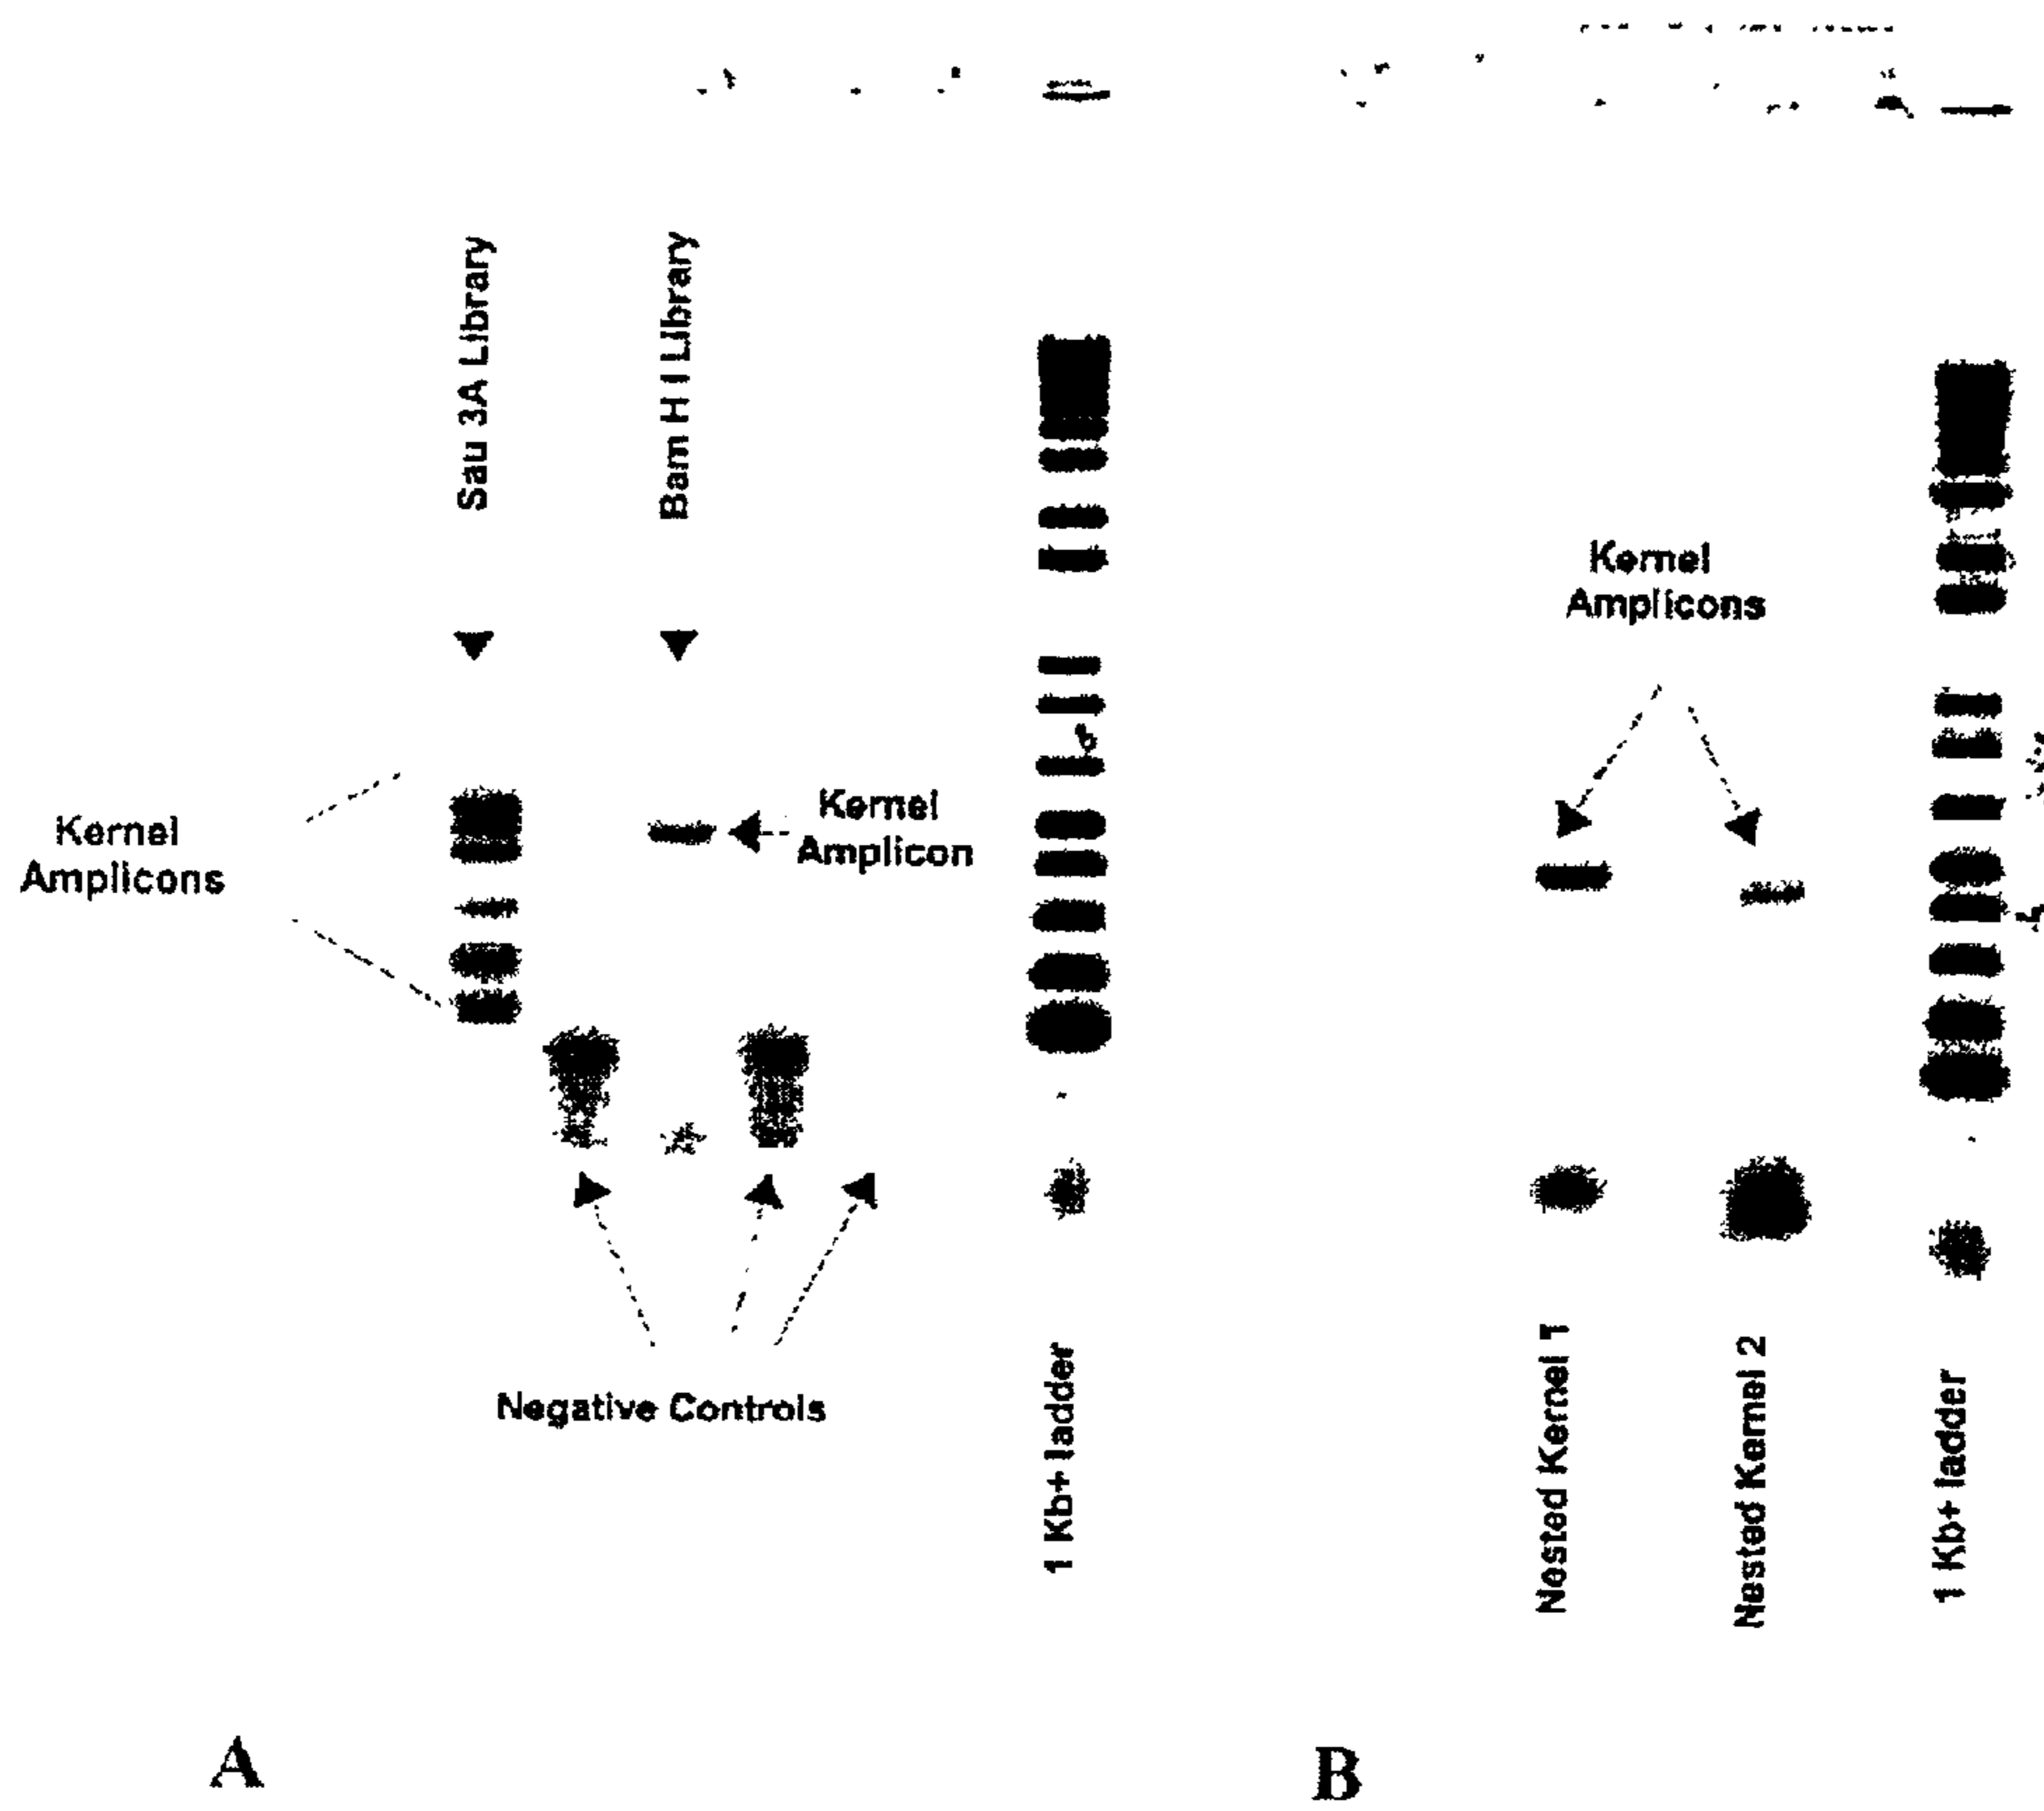 Sau 3A Library
Bam H I Library
Kernel
Amplicons
Kernel
Amplicon
Negative Controls
1 Kb+ ladder
Kernel
Amplicons
Nested Kernel 1
Nested Kernel 2
1 Kb+ ladder
A
B